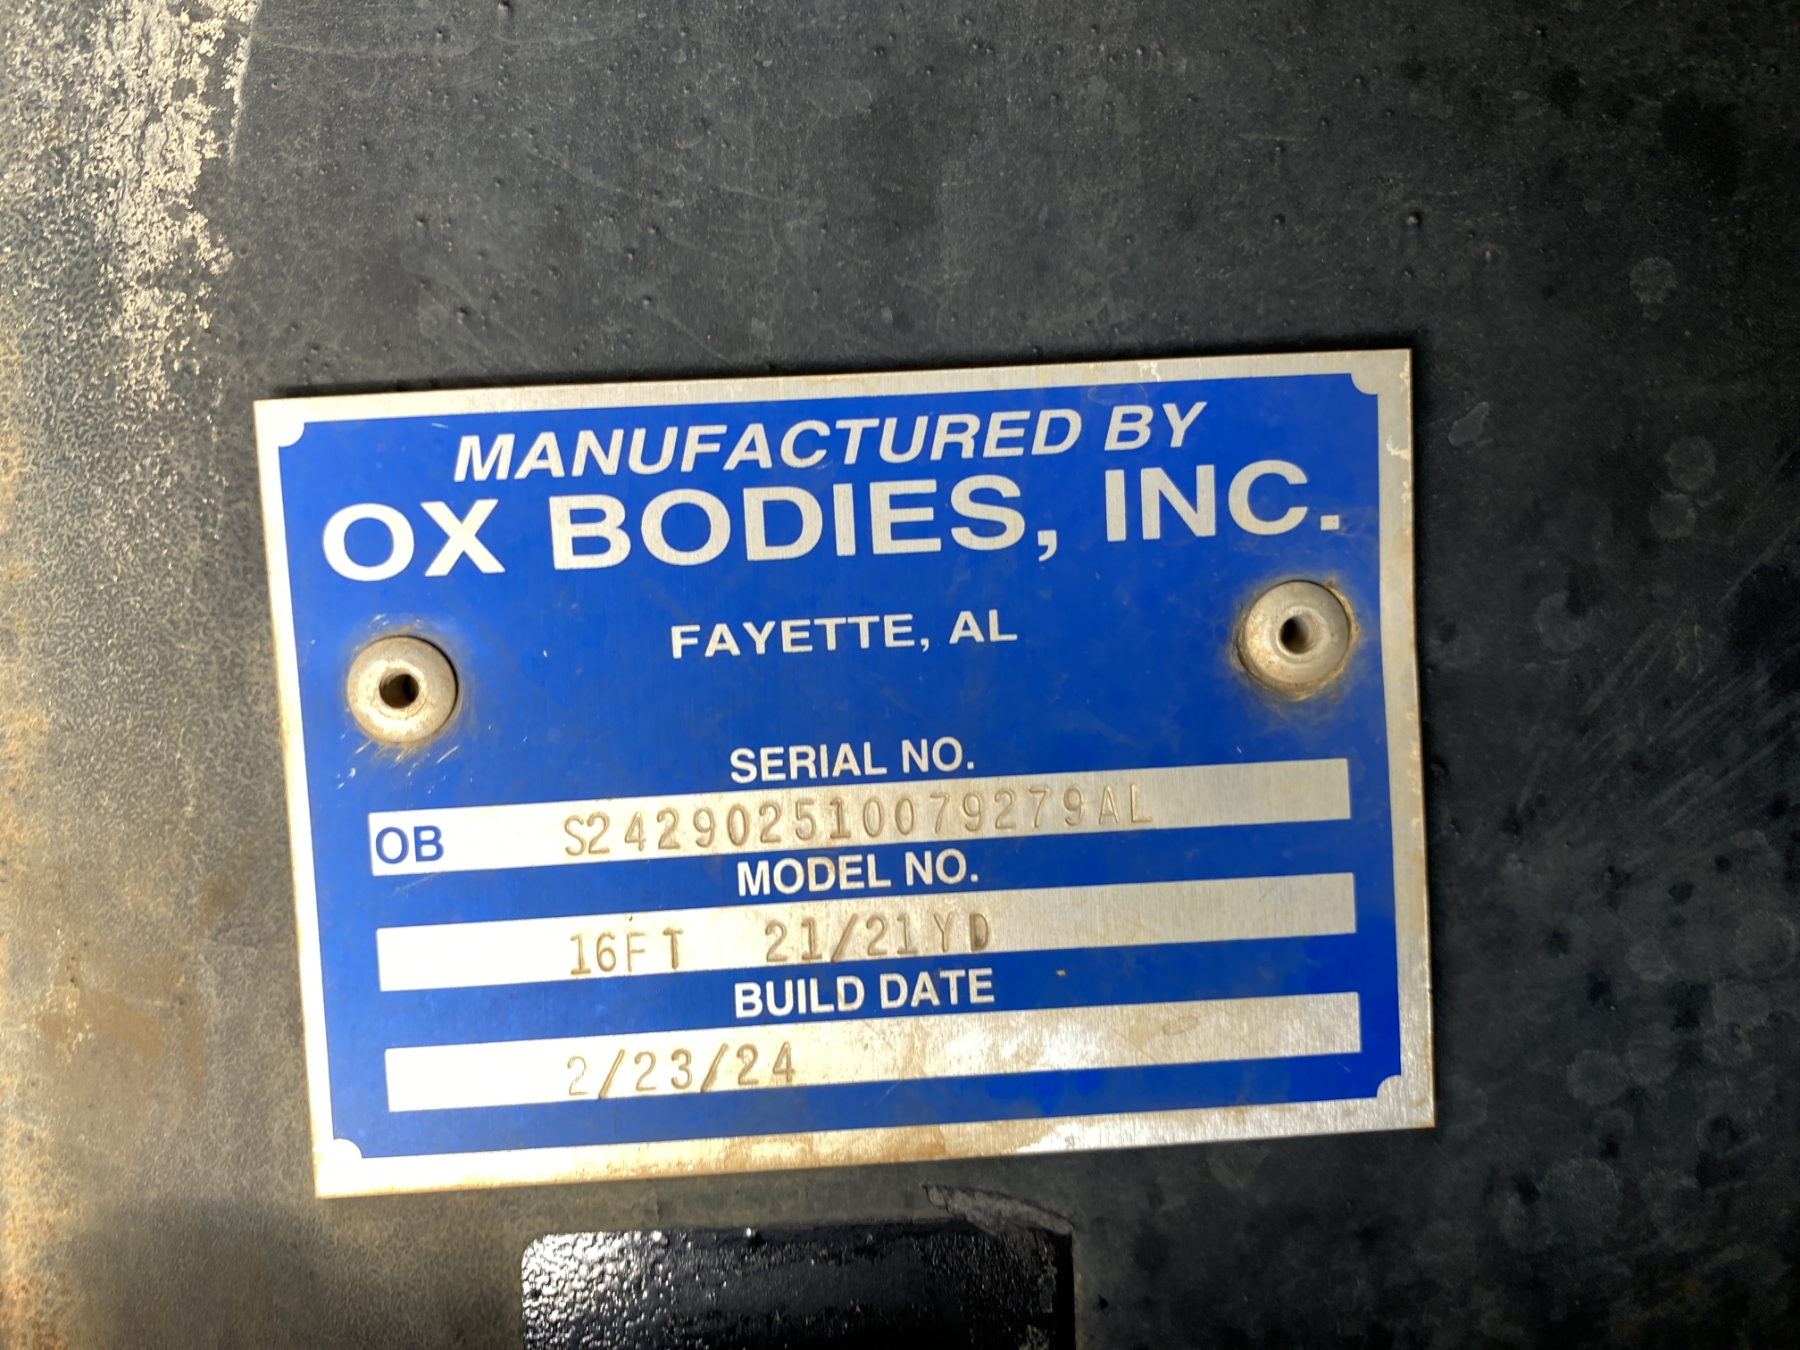 MANUFACTURED BY
OX BODIES, INC.
FAYETTE, AL
SERIAL NO.
OB S242902510079279AL
MODEL NO.
16FT 21/21YD
BUILD DATE
2/23/24